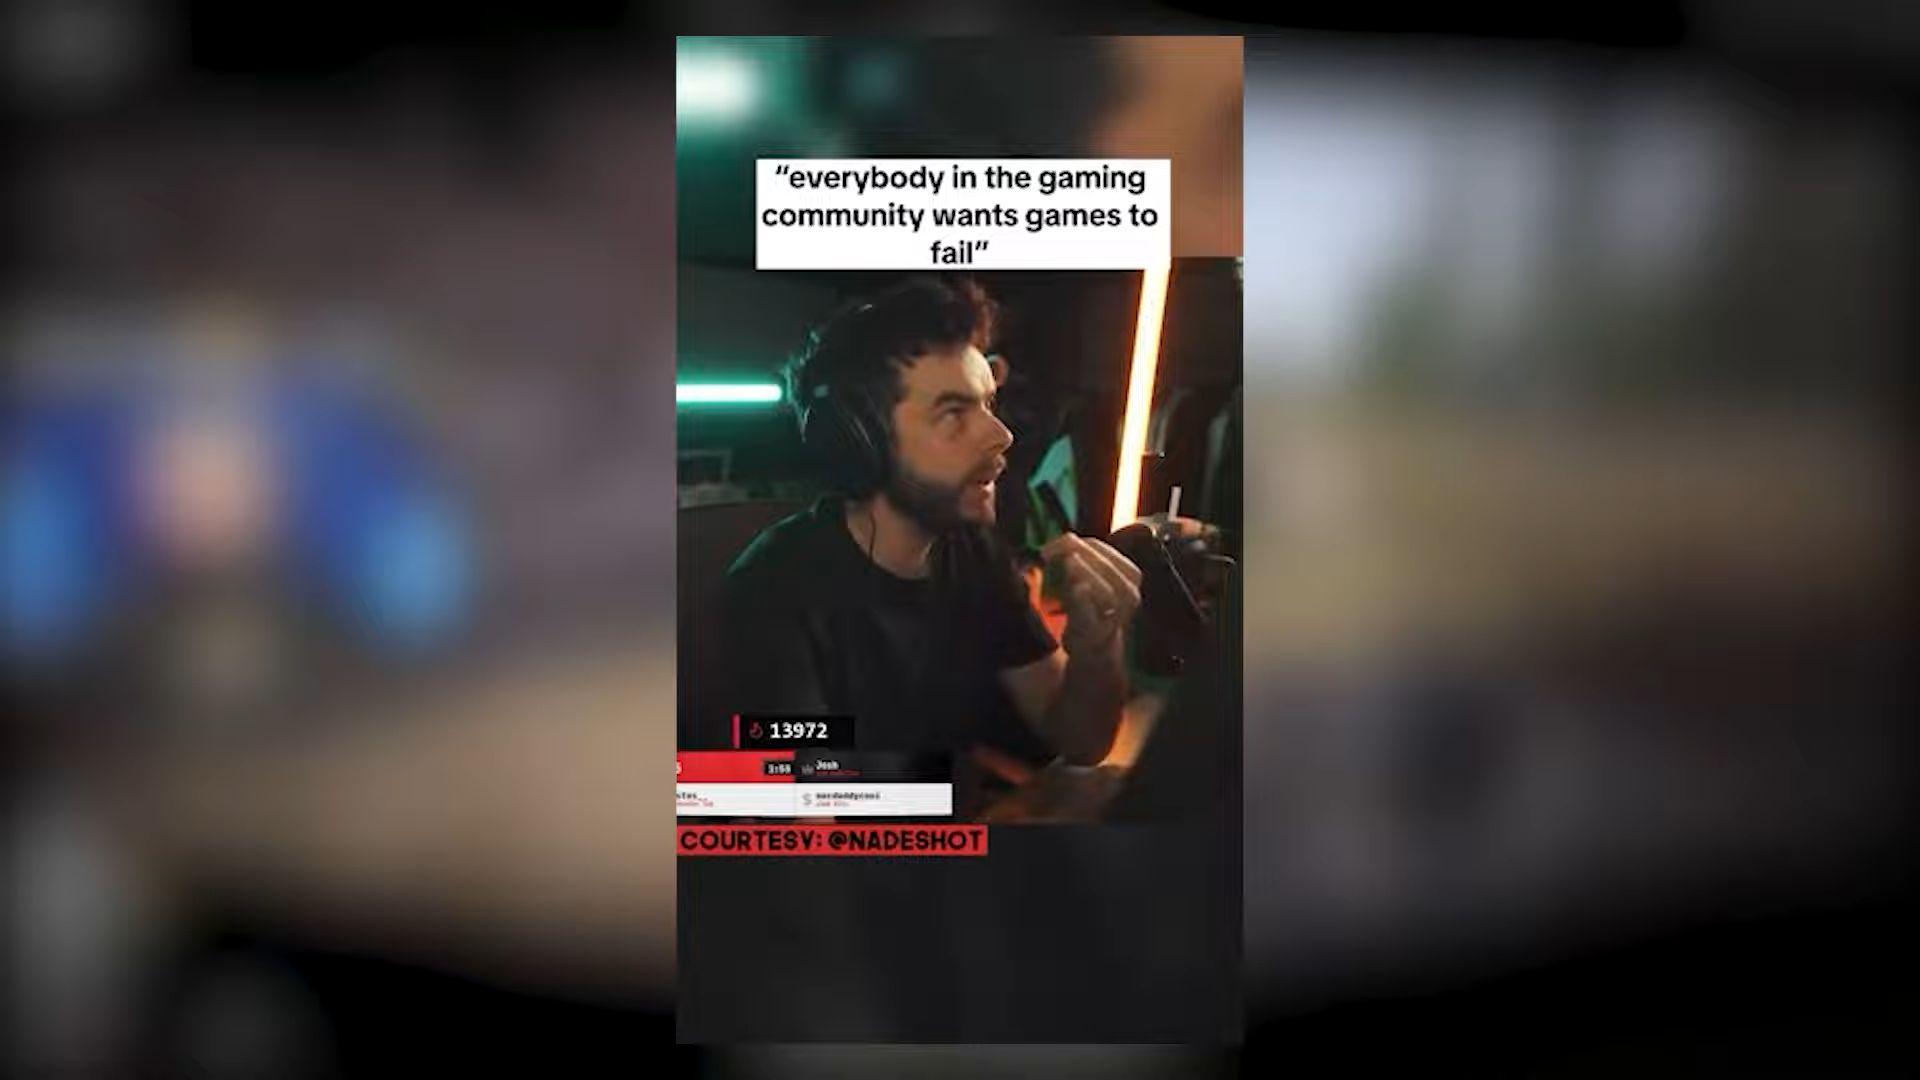 “everybody in the gaming
community wants games to
fail”
13972
Josh
COURTESY: @NADESHOT